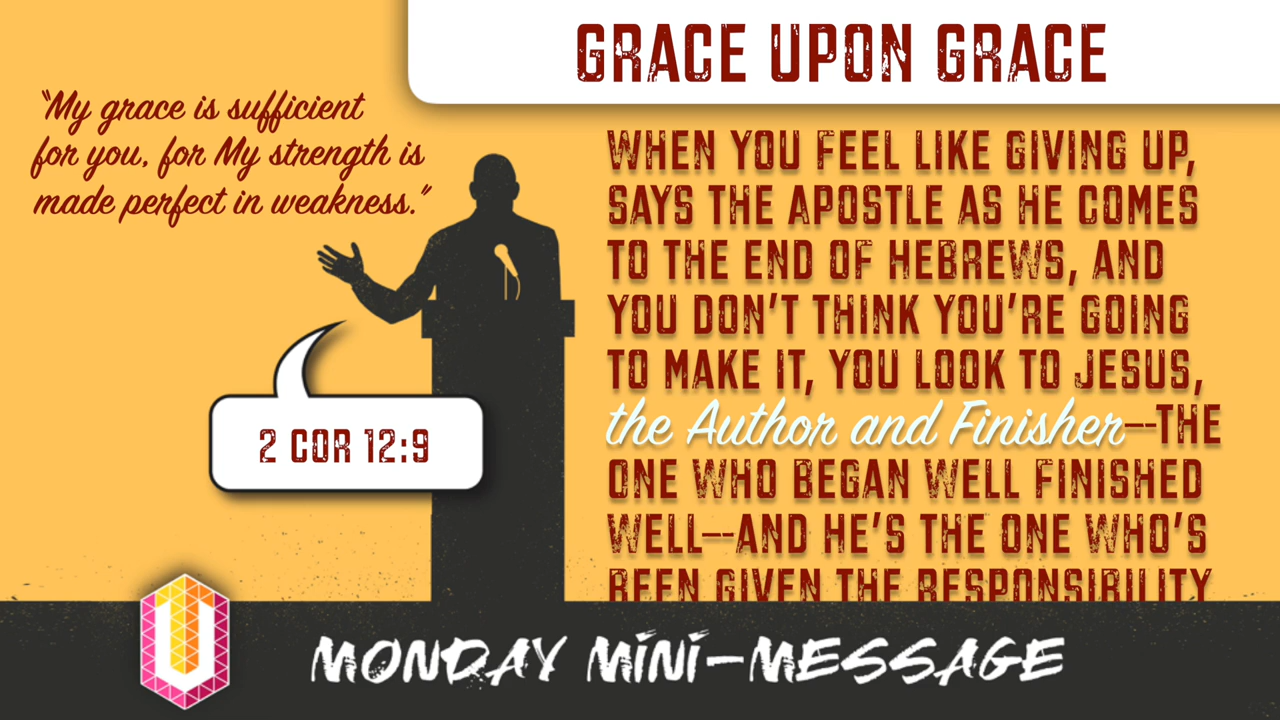 GRACE UPON GRACE
"My grace is sufficient
for you, for My strength is
made perfect in weakness."
2 COR 12:9
WHEN YOU FEEL LIKE GIVING UP,
SAYS THE APOSTLE AS HE COMES
TO THE END OF HEBREWS, AND
YOU DON'T THINK YOU'RE GOING
TO MAKE IT, YOU LOOK TO JESUS,
the Author and Finisher--THE
ONE WHO BEGAN WELL FINISHED
WELL--AND HE'S THE ONE WHO'S
BEEN GIVEN THE RESPONSIBILITY
U
MONDAY MINI-MESSAGE